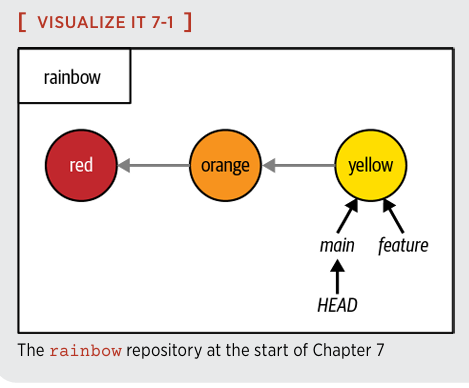 [ VISUALIZE IT 7-1 ]
rainbow
red orange yellow
main feature
HEAD
The rainbow repository at the start of Chapter 7